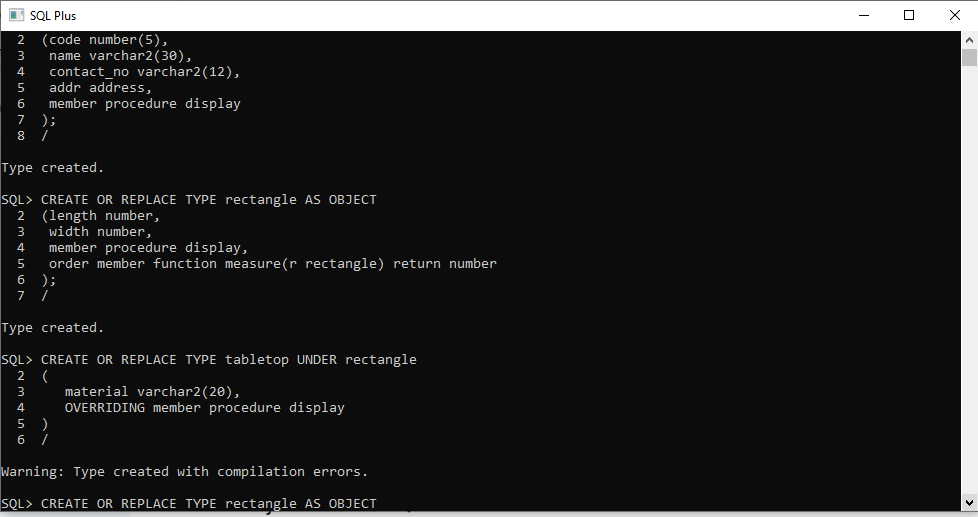 SQL Plus
2 (code number(5),
3 name varchar2(30),
4 contact_no varchar2(12),
5 addr address,
6 member procedure display
7 );
8 /
Type created.
SQL> CREATE OR REPLACE TYPE rectangle AS OBJECT
2 (length number,
3 width number,
4 member procedure display,
5 order member function measure(r rectangle) return number
6 );
7 /
Type created.
SQL> CREATE OR REPLACE TYPE tabletop UNDER rectangle
2 (
3 material varchar2(20),
4 OVERRIDING member procedure display
5 )
6 /
Warning: Type created with compilation errors.
SQL> CREATE OR REPLACE TYPE rectangle AS OBJECT